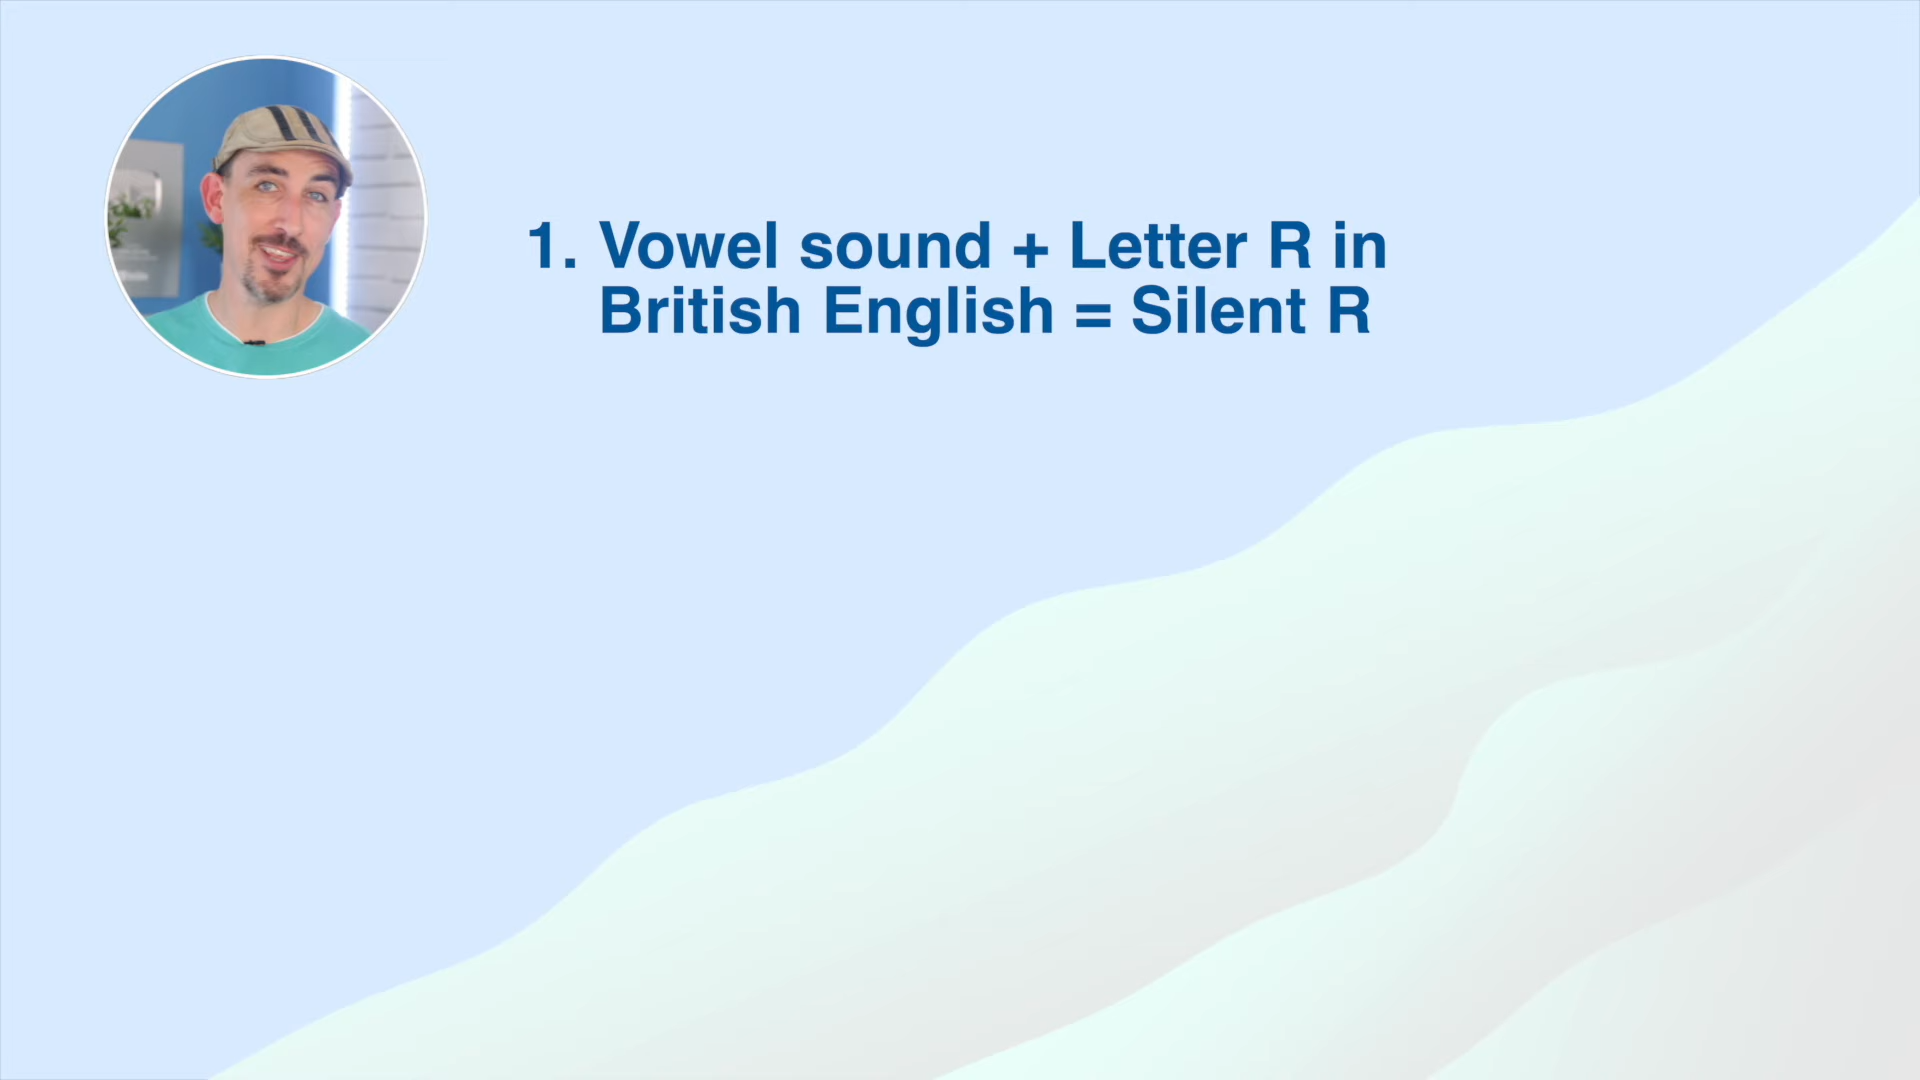 1. Vowel sound + Letter R in
British English = Silent R